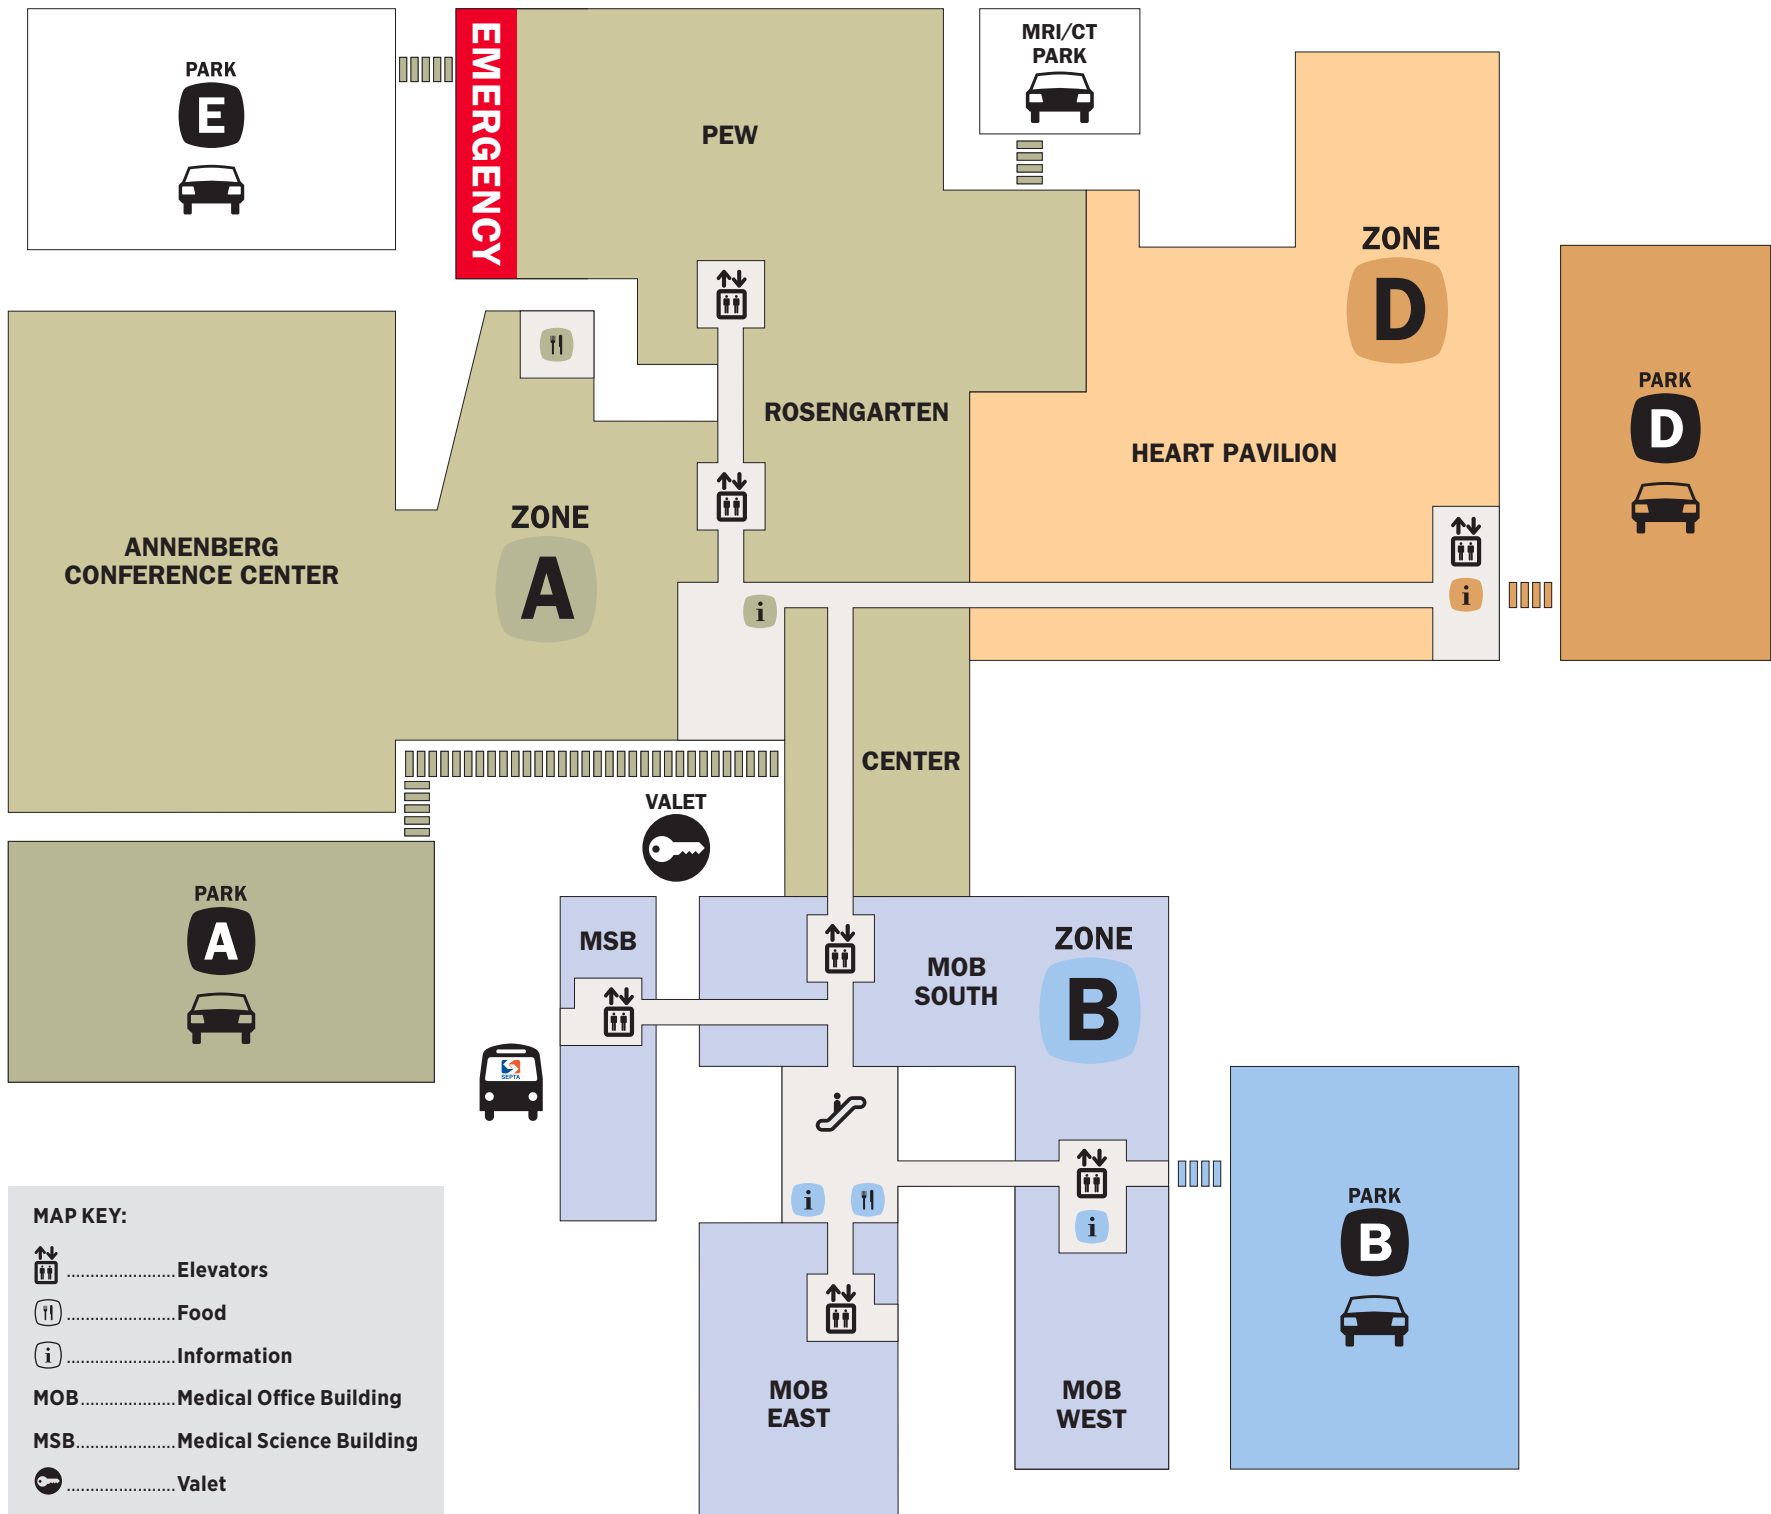 PARK
E
EMERGENCY
PEW
MRI/CT
PARK
ZONE
D
PARK
D
ROSENGARTEN
HEART PAVILION
ZONE
A
ANNENBERG
CONFERENCE CENTER
i
i
CENTER
VALET
PARK
A
MSB
MOB
SOUTH
ZONE
B
SEPTA
i
i
PARK
B
MOB
EAST
MOB
WEST
MAP KEY:
.......................Elevators
.......................Food
i .......................Information
MOB....................Medical Office Building
MSB.....................Medical Science Building
.......................Valet